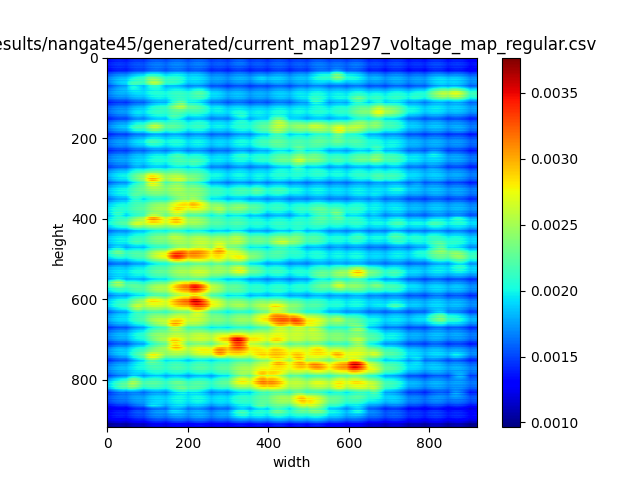 esults/nangate45/generated/current_map1297_voltage_map_regular.csv
0
200
400
600
800
height
0 200 400 600 800
width
0.0035
0.0030
0.0025
0.0020
0.0015
0.0010